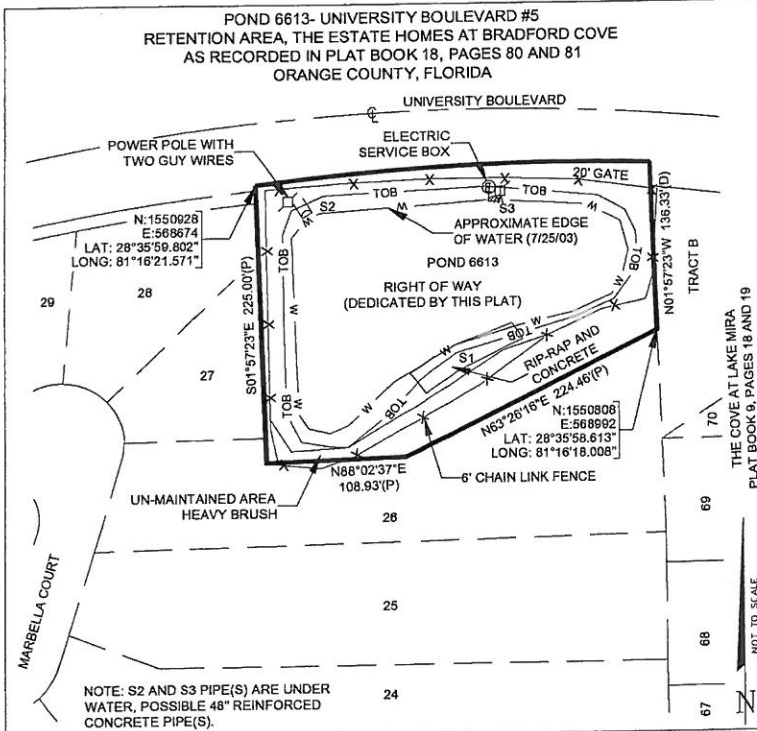 POND 6613- UNIVERSITY BOULEVARD #5
RETENTION AREA, THE ESTATE HOMES AT BRADFORD COVE
AS RECORDED IN PLAT BOOK 18, PAGES 80 AND 81
ORANGE COUNTY, FLORIDA
UNIVERSITY BOULEVARD
POWER POLE WITH
TWO GUY WIRES
ELECTRIC
SERVICE BOX
20' GATE
TOB
TOB
S2
S3
W
W
W
N:1550928
E:568674
LAT: 28°35'59.802"
LONG: 81°16'21.571"
APPROXIMATE EDGE
OF WATER (7/25/03)
POND 6613
RIGHT OF WAY
(DEDICATED BY THIS PLAT)
TOB
TOB
W
W
N01°57'23"W 136.33'(D)
TRACT B
29
28
27
S01°57'23"E 225.00'(P)
W
W
TOB
S1
RIP-RAP AND
CONCRETE
N63°26'16"E 224.46'(P)
TOB
TOB
W
W
N:1550808
E:568992
LAT: 28°35'58.613"
LONG: 81°16'18.008"
THE COVE AT LAKE MIRA
PLAT BOOK 9, PAGES 18 AND 19
70
N88°02'37"E
108.93'(P)
6' CHAIN LINK FENCE
UN-MAINTAINED AREA
HEAVY BRUSH
26
69
MARBELLA COURT
25
68
NOT TO SCALE
24
67
N
NOTE: S2 AND S3 PIPE(S) ARE UNDER
WATER, POSSIBLE 48" REINFORCED
CONCRETE PIPE(S).